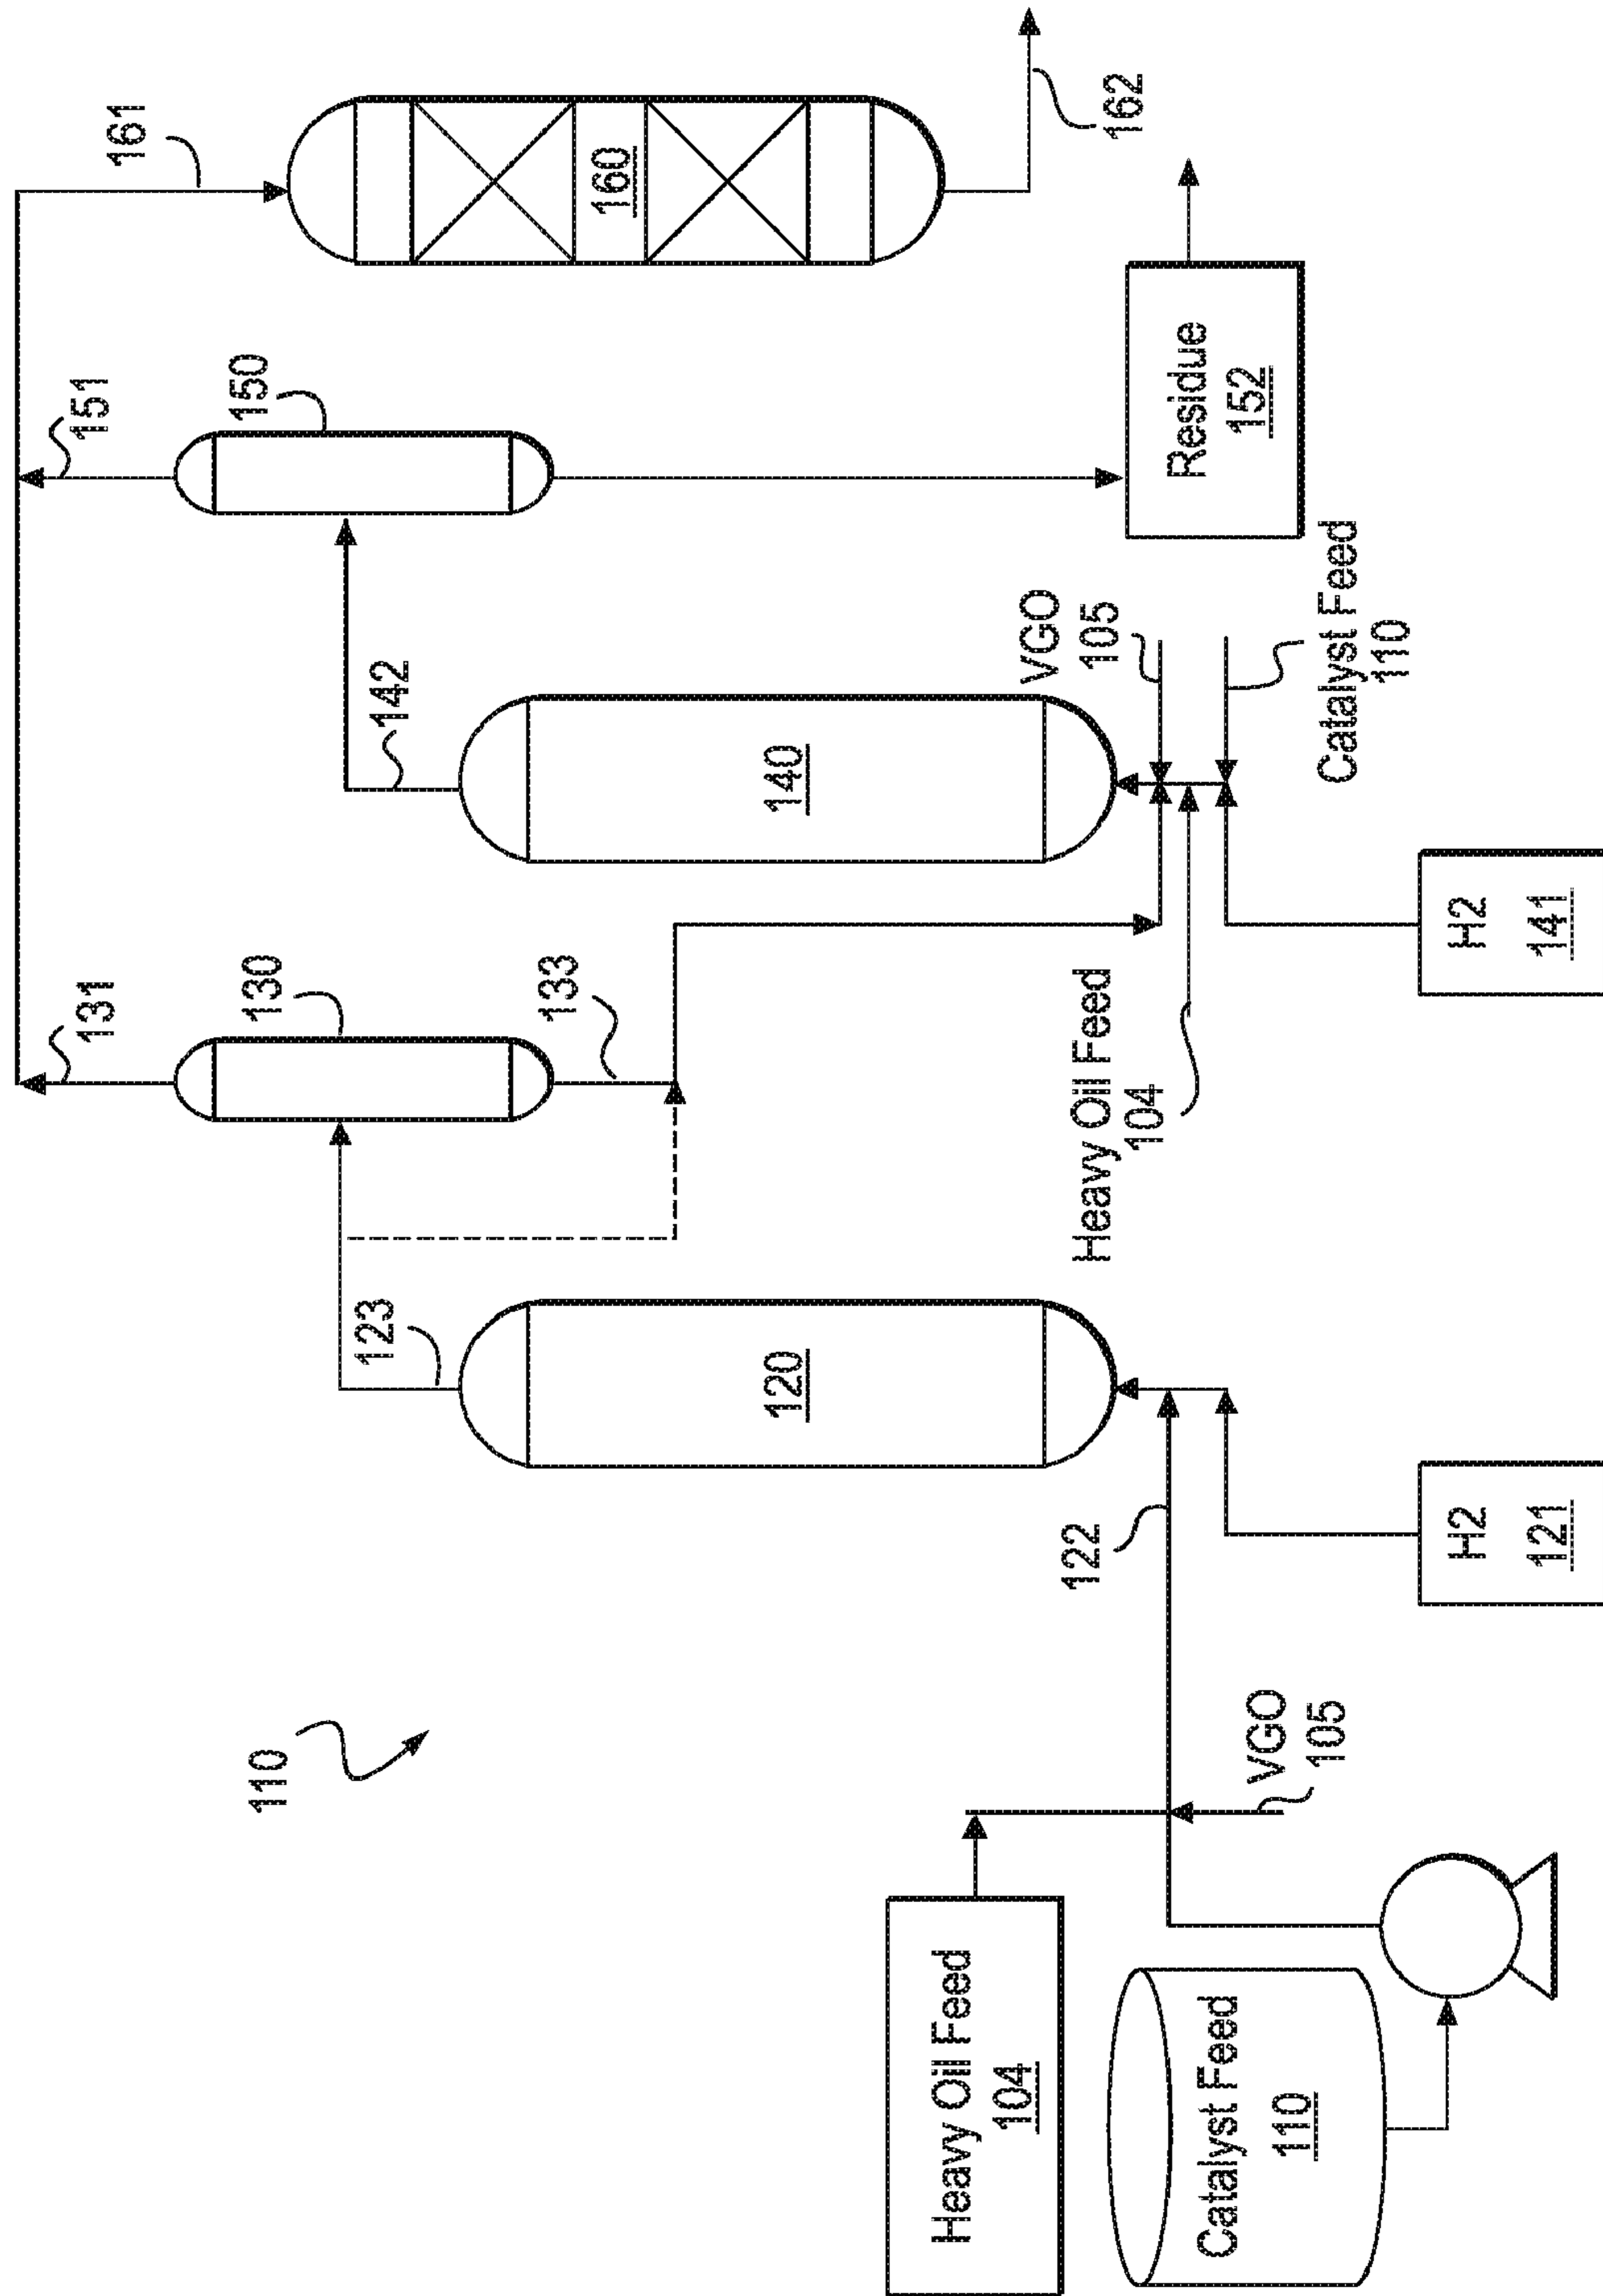 110
Heavy Oil Feed
104
Catalyst Feed
110
VGO
105
122
H2
121
120
123
131
130
133
Heavy Oil Feed
104
H2
141
140
142
VGO
105
Catalyst Feed
110
151
150
Residue
152
161
160
162